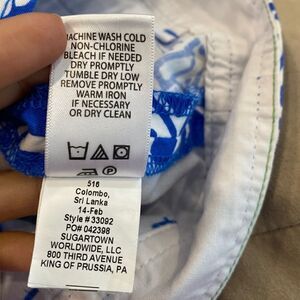 MACHINE WASH COLD
NON-CHLORINE
BLEACH IF NEEDED
DRY PROMPTLY
TUMBLE DRY LOW
REMOVE PROMPTLY
WARM IRON
IF NECESSARY
OR DRY CLEAN
516
Colombo,
Sri Lanka
14-Feb
Style # 33092
PO# 042398
SUGARTOWN
WORLDWIDE, LLC
800 THIRD AVENUE
KING OF PRUSSIA, PA